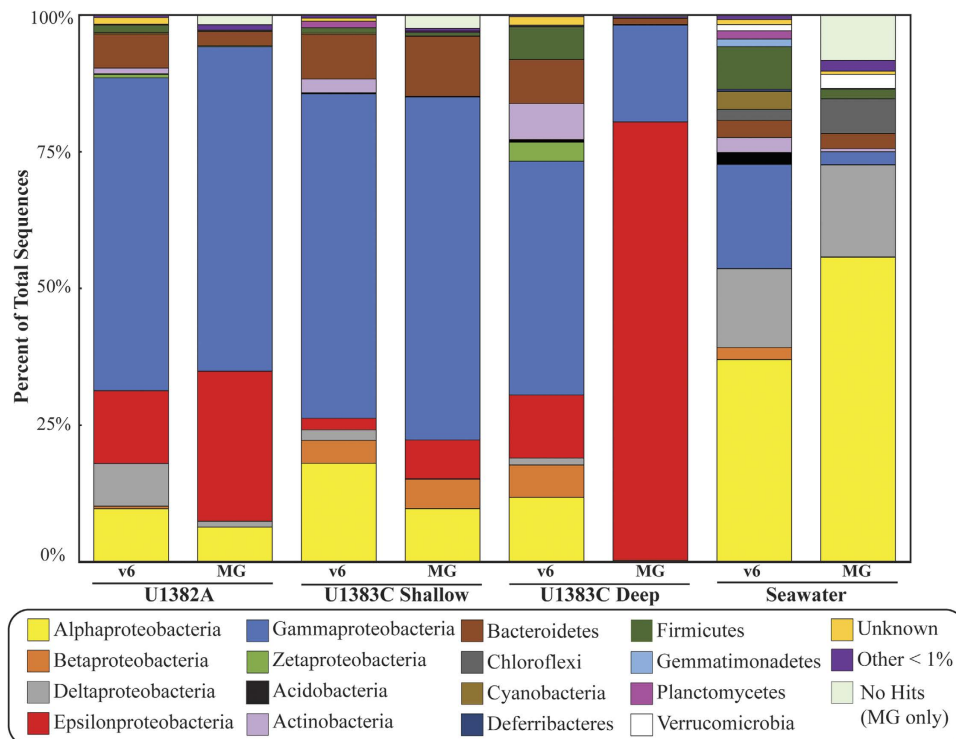 Percent of Total Sequences
100%
75%
50%
25%
0%
v6 MG v6 MG v6 MG v6 MG
U1382A U1383C Shallow U1383C Deep Seawater
Alphaproteobacteria Gammaproteobacteria Bacteroidetes Firmicutes Unknown
Betaproteobacteria Zetaproteobacteria Chloroflexi Gemmatimonadetes Other < 1%
Deltaproteobacteria Acidobacteria Cyanobacteria Planctomycetes No Hits
Epsilonproteobacteria Actinobacteria Deferribacteres Verrucomicrobia (MG only)